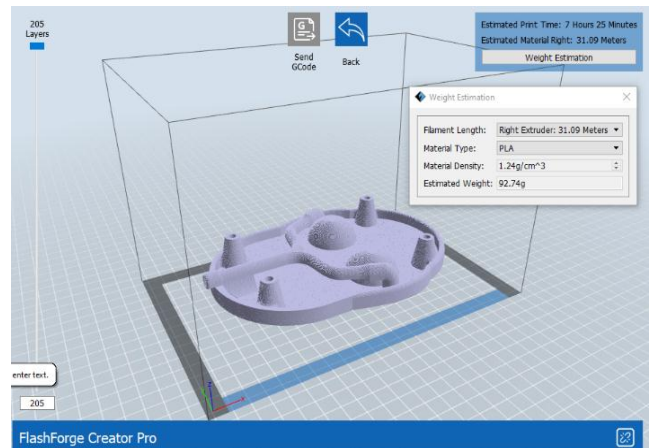 205
Layers
Send
GCode
Back
Estimated Print Time: 7 Hours 25 Minutes
Estimated Material Right: 31.09 Meters
Weight Estimation
Weight Estimation
Filament Length: Right Extruder: 31.09 Meters
Material Type: PLA
Material Density: 1.24g/cm^3
Estimated Weight: 92.74g
enter text.
205
FlashForge Creator Pro